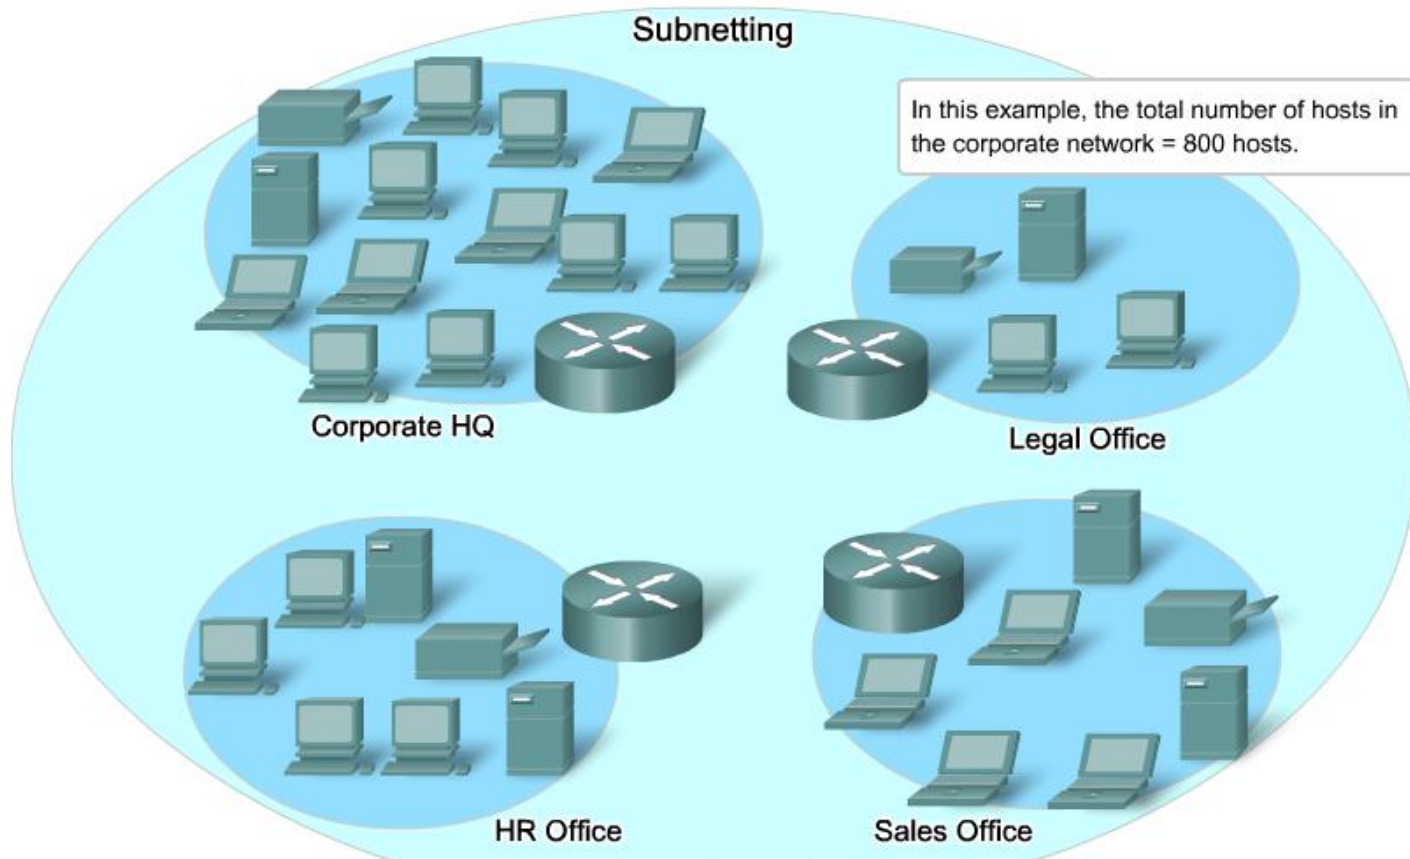 Subnetting
In this example, the total number of hosts in
the corporate network = 800 hosts.
Corporate HQ
Legal Office
HR Office
Sales Office